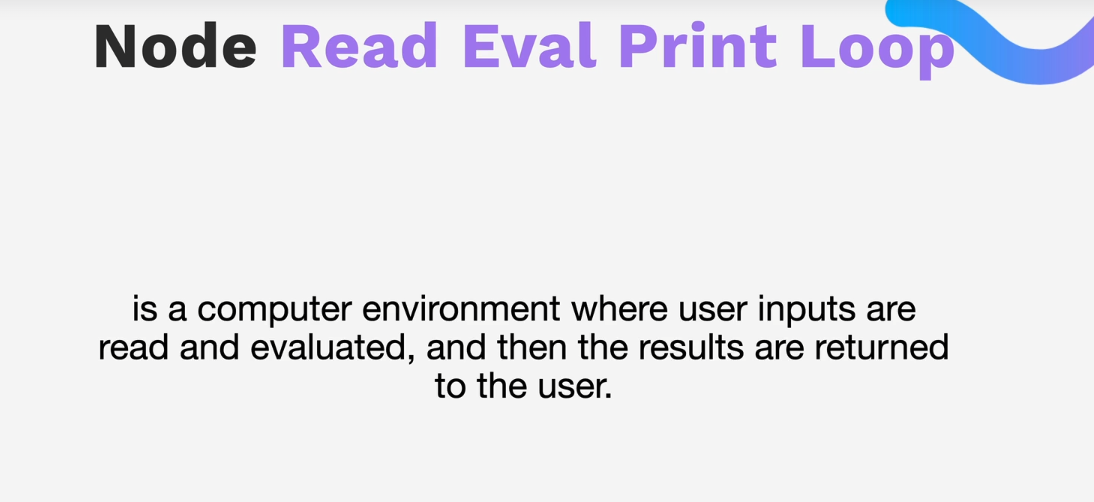 Node Read Eval Print Loop
is a computer environment where user inputs are
read and evaluated, and then the results are returned
to the user.